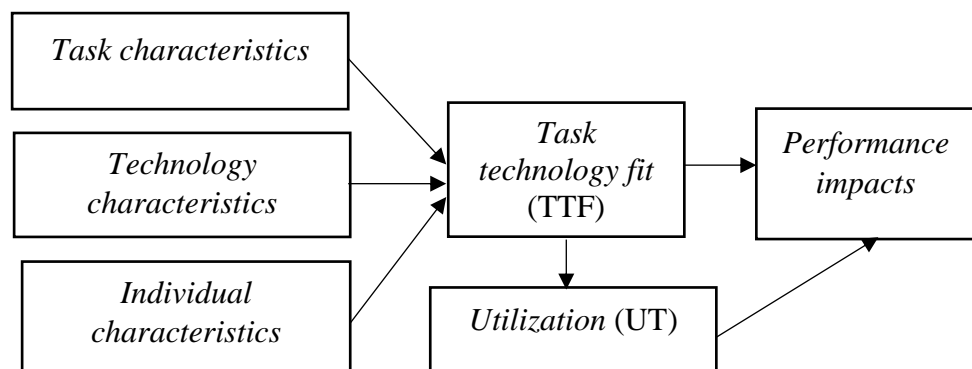 Task characteristics
Technology
characteristics
Individual
characteristics
Task
technology fit
(TTF)
Utilization (UT)
Performance
impacts